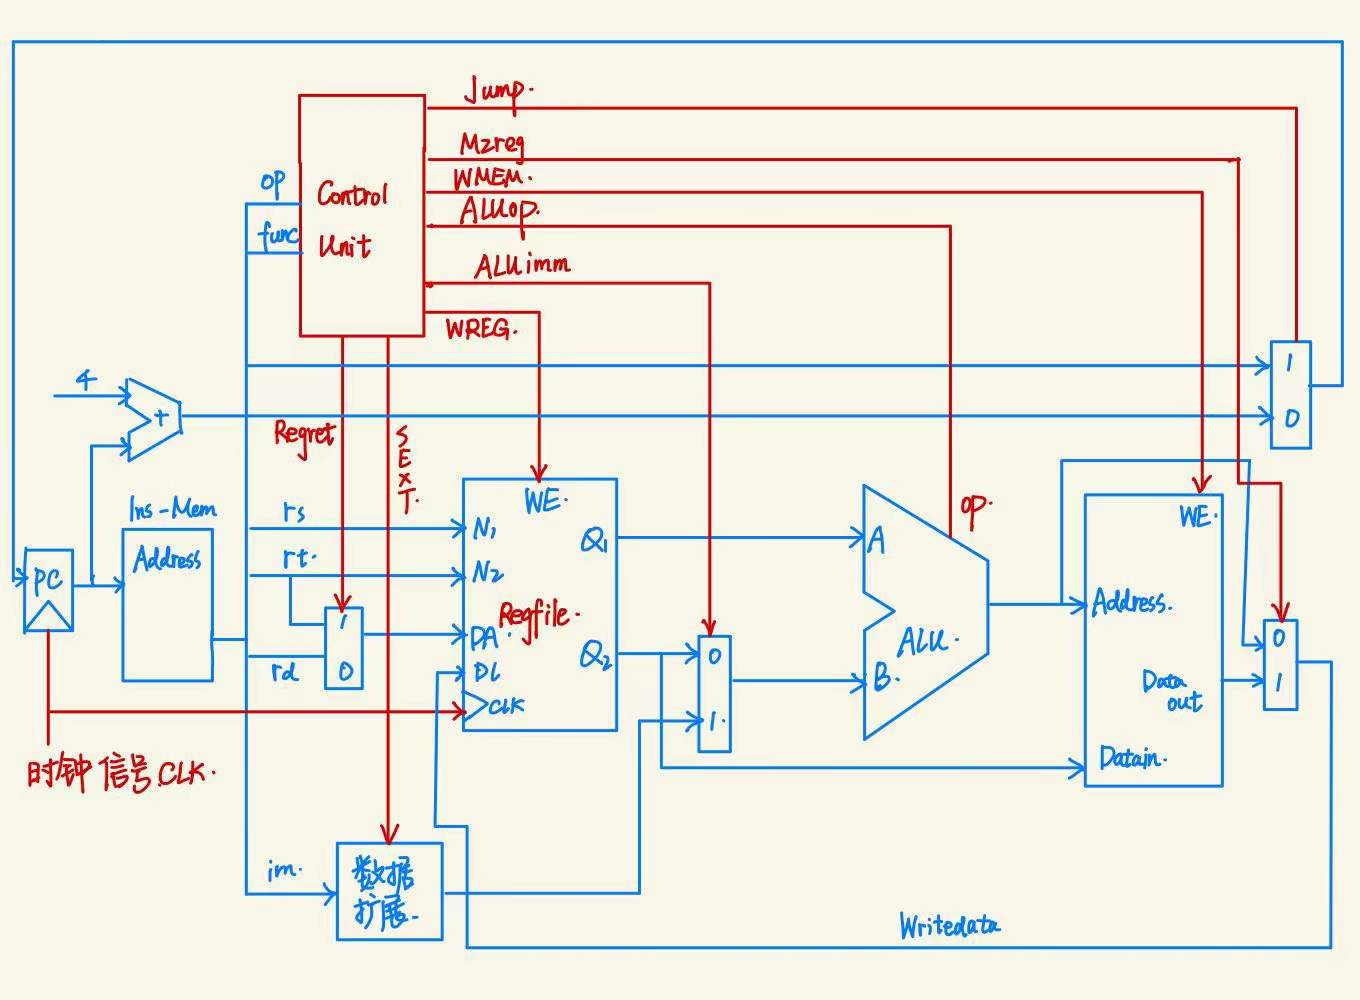 Jump.
Mzreg
WMEM.
ALUop.
ALUimm
WREG.
OP
func
Control
Unit
4
+
1
0
Regret
SEXT.
Ins-Mem
Address
PC
rs
rt.
rd
1
0
WE.
N1
N2
Regfile.
DA.
DI
CLK
Q1
Q2
0
1.
A
B.
ALU.
OP.
WE.
Address.
Data
out
Datain.
0
1
时钟信号CLK.
im.
数据
扩展.
Writedata